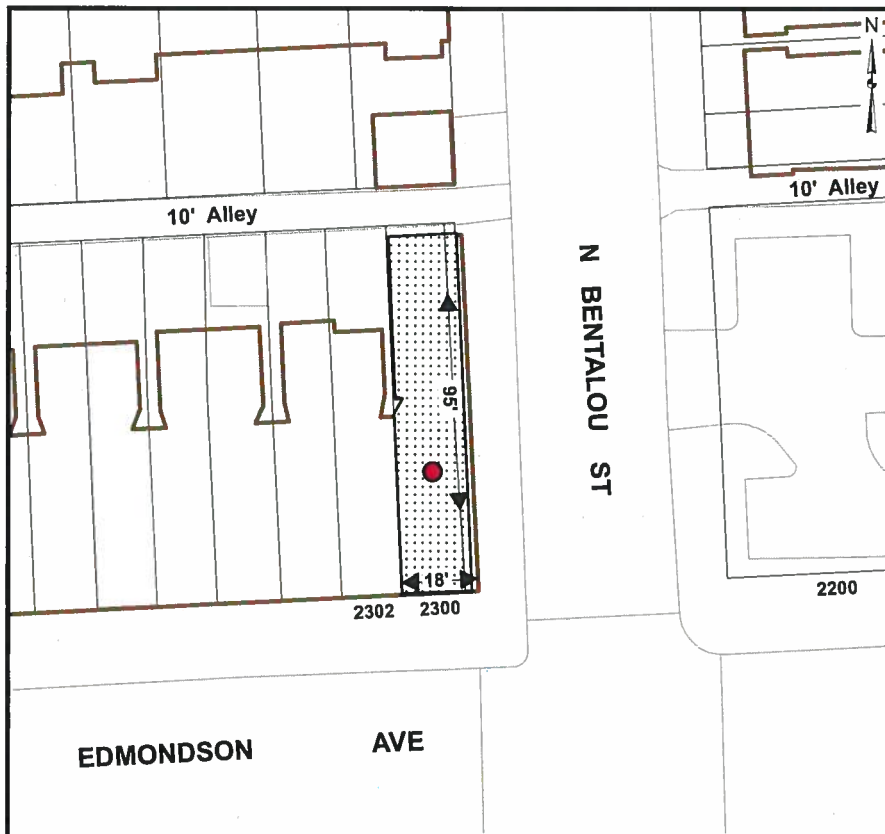 N
10' Alley
10' Alley
N BENTALOU ST
95'
18'
2302
2300
2200
EDMONDSON AVE